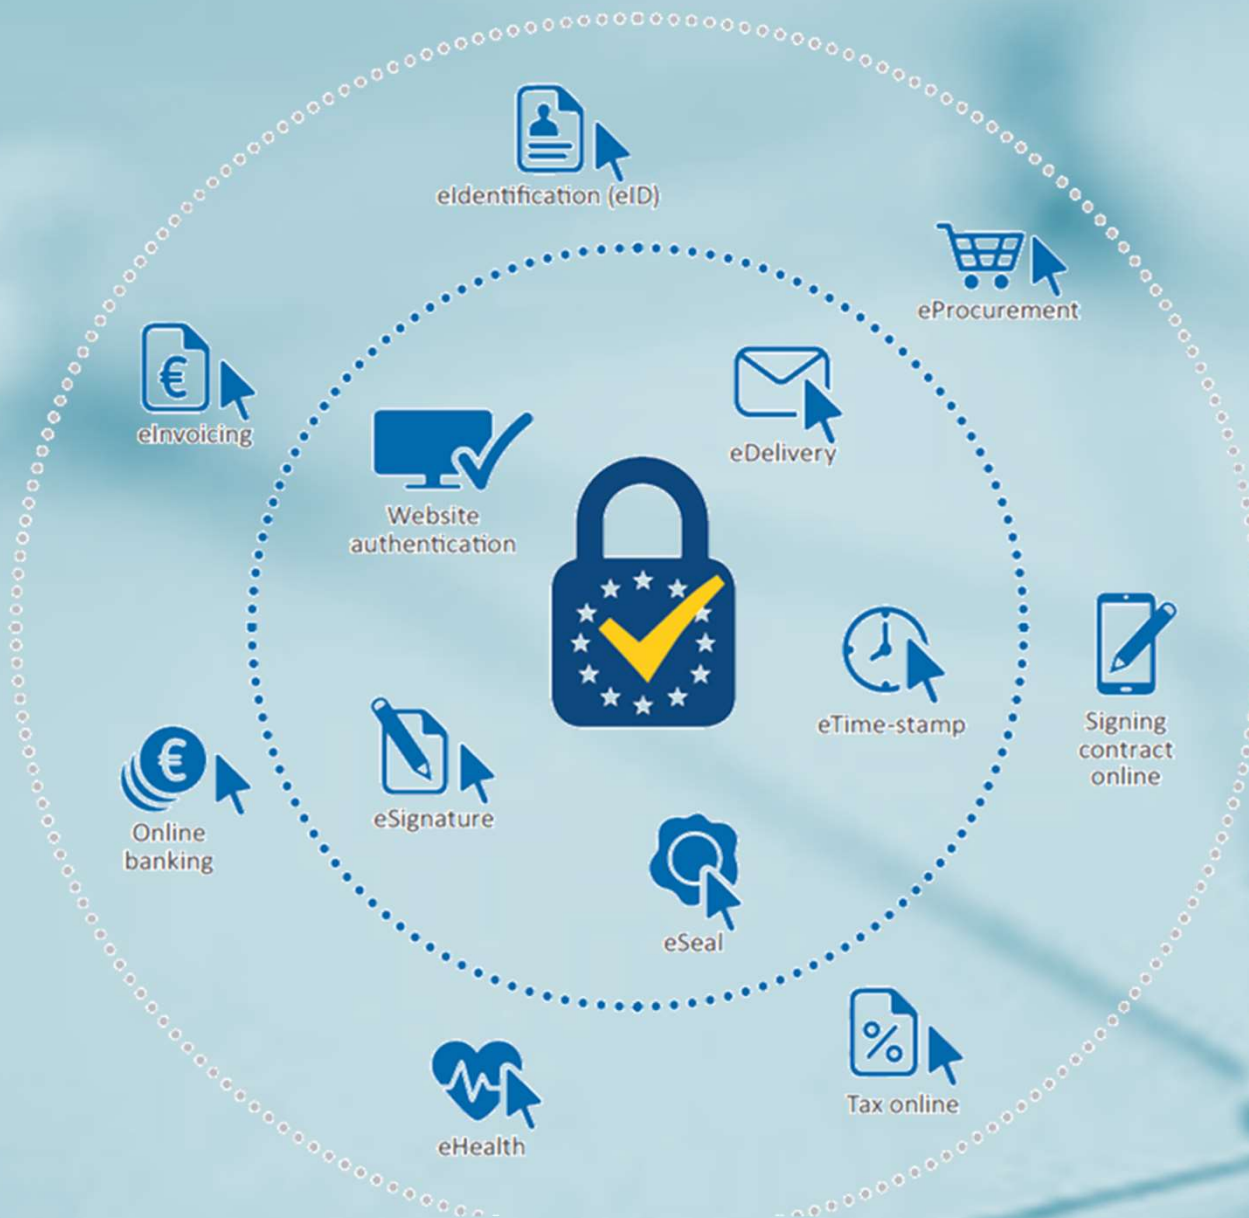 eIdentification (eID)
eProcurement
eInvoicing
eDelivery
Website
authentication
eTime-stamp
Signing
contract
online
eSignature
Online
banking
eSeal
Tax online
eHealth
€
€
%